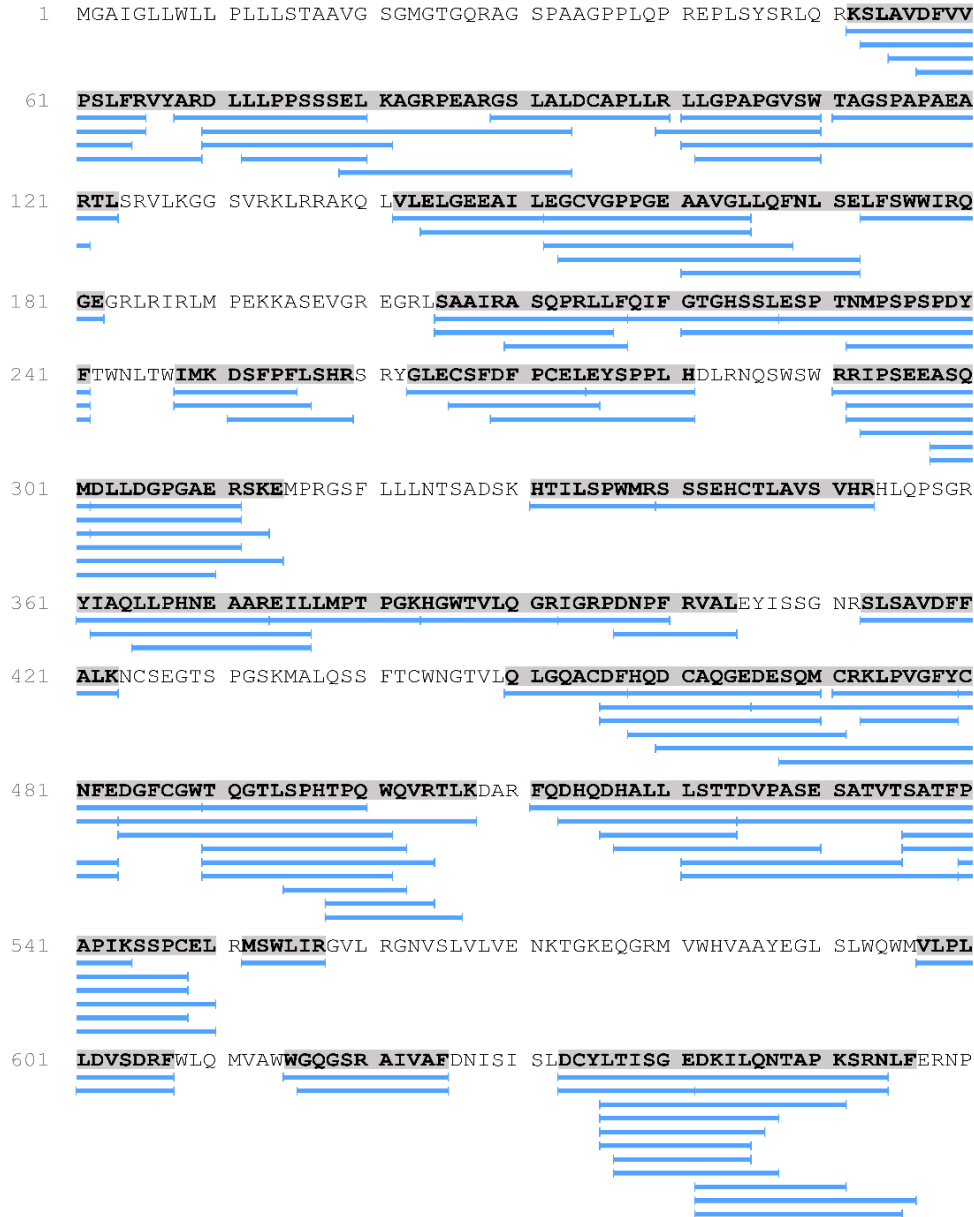 1 MGAIGLLWLL PLLLSTAAVG SGMGTGQRAG SPAAGPPLQP REPLSYSRLQ RKSLAVDFVV
61 PSLFRVYARD LLLPPSSSEL KAGRPEARGS LALDCAPLLR LLGPAPGVSW TAGSPAPAEA
121 RTLSRVLKGG SVRKLRRAKQ LVLELGEEAI LEGCVGPPGE AAVGLLQFNL SELFSWWIRQ
181 GEGRLRIRLM PEKKASEVGR EGRLSAAIRA SQPRLLFQIF GTGHSSLESP TNMPSPSPDY
241 FTWNLTWIMK DSFPFLSHRS RYGLECSFDF PCELEYSPPL HDLRNQSWSW RRIPSEEASQ
301 MDLLDGPGAE RSKEMPRGSF LLLNTSADSK HTILSPWMRS SSEHCTLAVS VHRHLQPSGR
361 YIAQLLPHNE AAREILLMPT PGKHGWTVLQ GRIGRPDNPF RVALEYISSG NRSLSAVDFF
421 ALKNCSEGTS PGSKMALQSS FTCWNGTVLQ LGQACDFHQD CAQGEDESQM CRKLPVGFYC
481 NFEDGFCGWT QGTLSPHTPQ WQVRTLKDAR FQDHQDHALL LSTTDVPASE SATVTSATFP
541 APIKSSPCEL RMSWLIRGVL RGNVSLVLVE NKTGKEQGRM VWHVAAYEGL SLWQWMVLPL
601 LDVSDRFWLQ MVAWWGQGSR AIVAFDNISI SLDCYLTISG EDKILQNTAP KSRNLFERNP